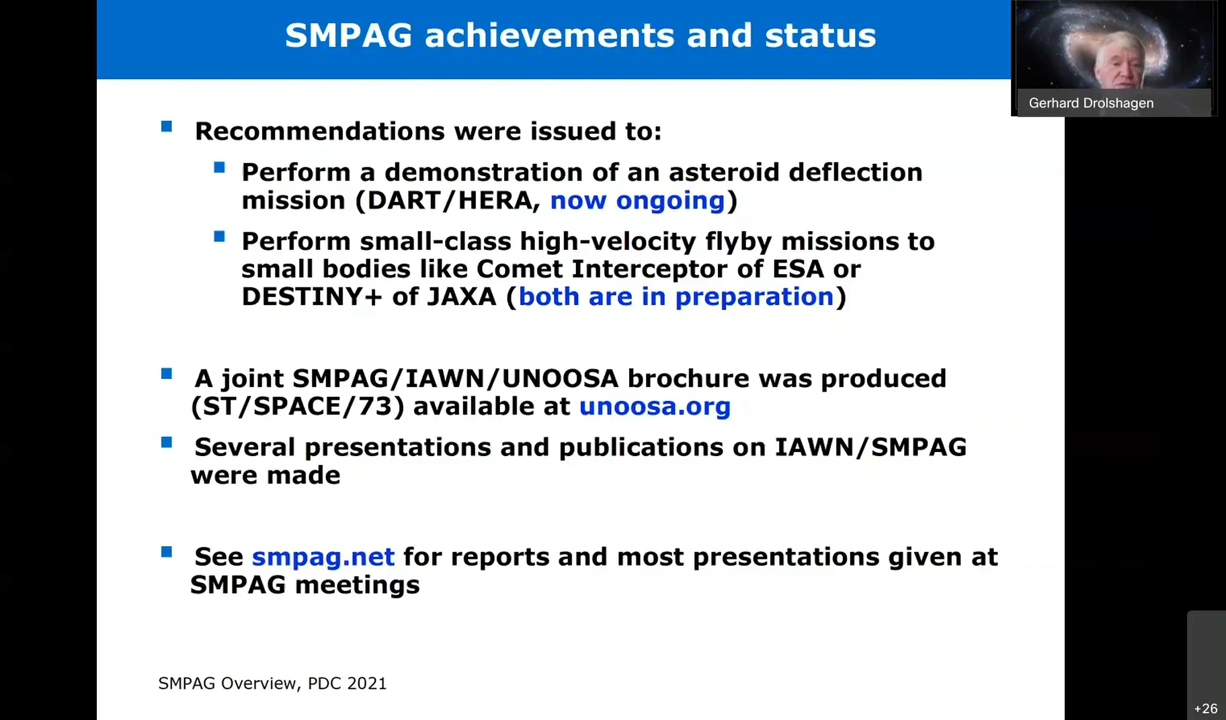 SMPAG achievements and status
Gerhard Drolshagen
Recommendations were issued to:
Perform a demonstration of an asteroid deflection
mission (DART/HERA, now ongoing)
Perform small-class high-velocity flyby missions to
small bodies like Comet Interceptor of ESA or
DESTINY+ of JAXA (both are in preparation)
A joint SMPAG/IAWN/UNOOSA brochure was produced
(ST/SPACE/73) available at unoosa.org
Several presentations and publications on IAWN/SMPAG
were made
See smpag.net for reports and most presentations given at
SMPAG meetings
SMPAG Overview, PDC 2021
+26